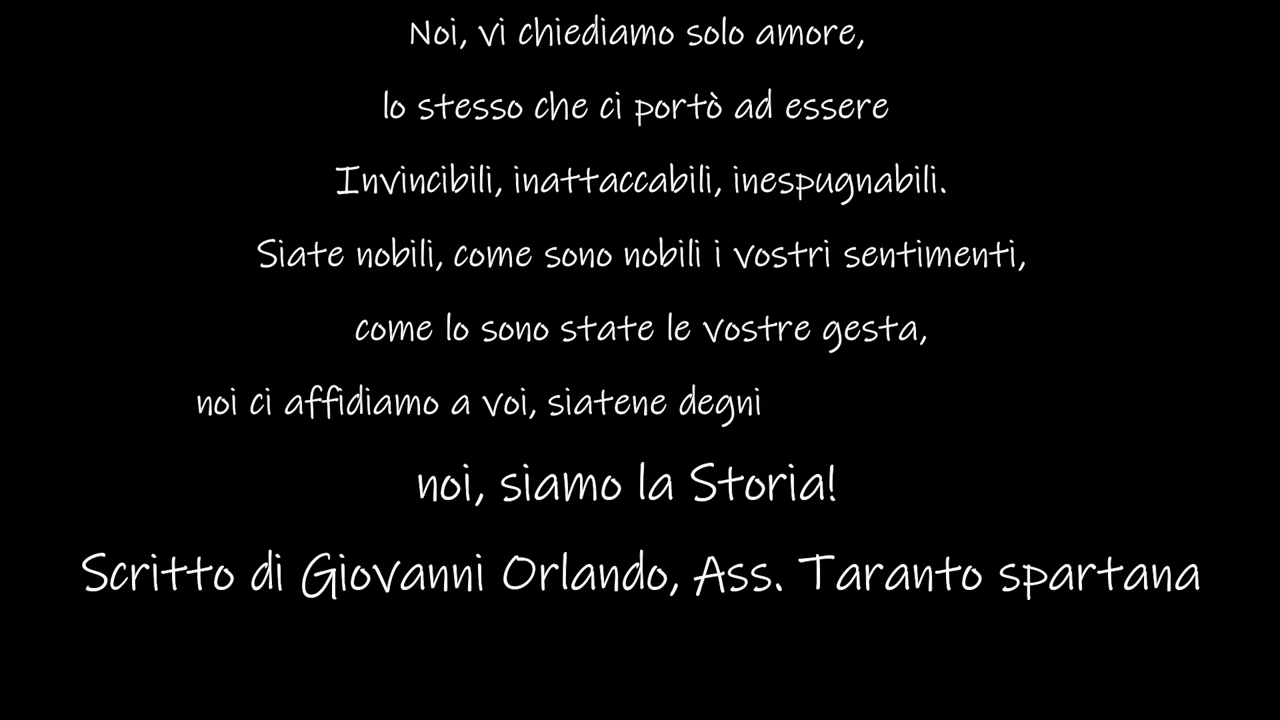 Noi, vi chiediamo solo amore,
lo stesso che ci portò ad essere
Invincibili, inattaccabili, inespugnabili.
Siate nobili, come sono nobili i vostri sentimenti,
come lo sono state le vostre gesta,
noi ci affidiamo a voi, siatene degni
noi, siamo la Storia!
Scritto di Giovanni Orlando, Ass. Taranto spartana